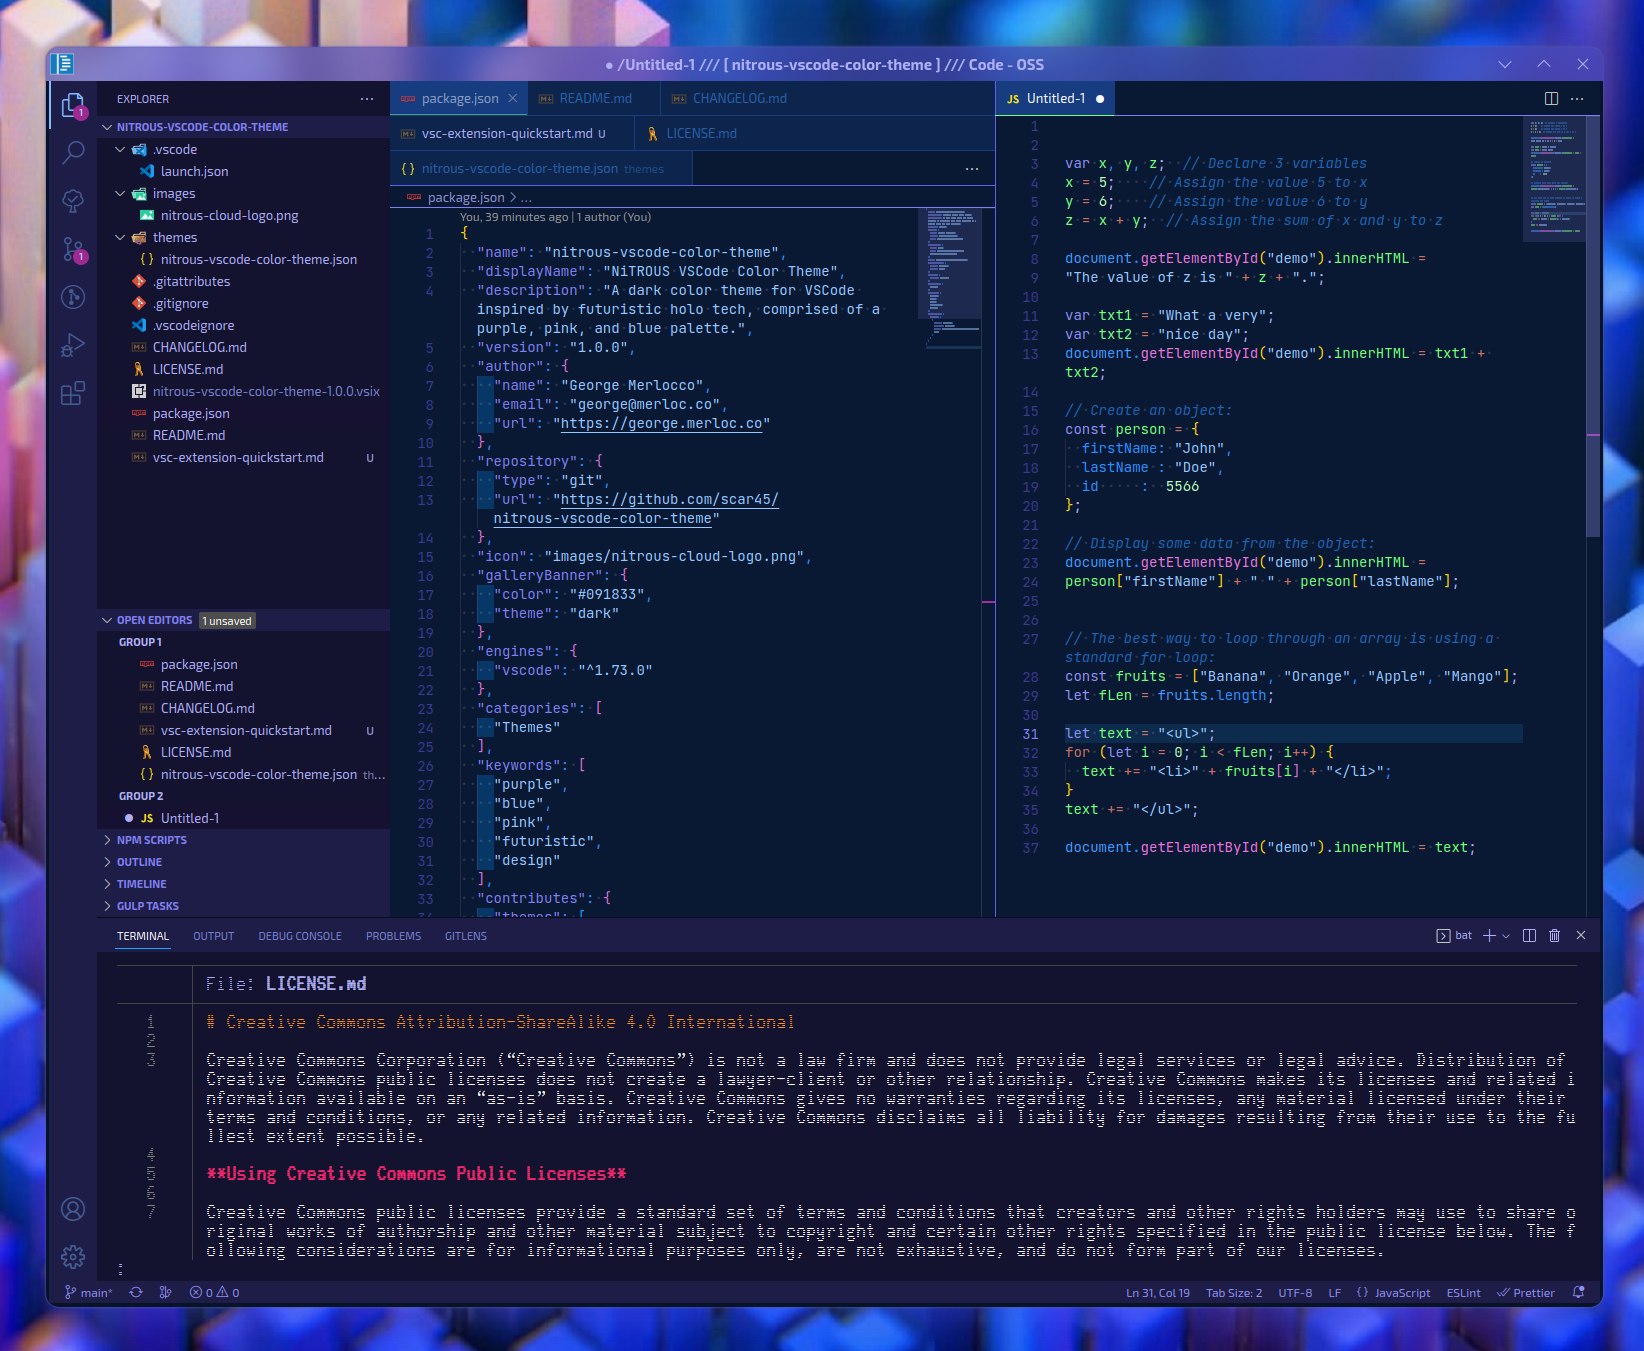 ● /Untitled-1 /// [ nitrous-vscode-color-theme ] /// Code - OSS
1
1
EXPLORER
NITROUS-VSCODE-COLOR-THEME
.vscode
launch.json
images
nitrous-cloud-logo.png
themes
{ } nitrous-vscode-color-theme.json
.gitattributes
.gitignore
.vscodeignore
CHANGELOG.md
LICENSE.md
nitrous-vscode-color-theme-1.0.0.vsix
package.json
README.md
vsc-extension-quickstart.md U
OPEN EDITORS 1 unsaved
GROUP 1
package.json
README.md
CHANGELOG.md
vsc-extension-quickstart.md U
LICENSE.md
{ } nitrous-vscode-color-theme.json th...
GROUP 2
● JS Untitled-1
NPM SCRIPTS
OUTLINE
TIMELINE
GULP TASKS
package.json README.md CHANGELOG.md
vsc-extension-quickstart.md U LICENSE.md
{ } nitrous-vscode-color-theme.json themes ...
package.json > ...
You, 39 minutes ago | 1 author (You)
1 {
2 "name": "nitrous-vscode-color-theme",
3 "displayName": "NiTROUS VSCode Color Theme",
4 "description": "A dark color theme for VSCode
inspired by futuristic holo tech, comprised of a
purple, pink, and blue palette.",
5 "version": "1.0.0",
6 "author": {
7 "name": "George Merlocco",
8 "email": "george@merloc.co",
9 "url": "https://george.merloc.co"
10 },
11 "repository": {
12 "type": "git",
13 "url": "https://github.com/scar45/
nitrous-vscode-color-theme"
14 },
15 "icon": "images/nitrous-cloud-logo.png",
16 "galleryBanner": {
17 "color": "#091833",
18 "theme": "dark"
19 },
20 "engines": {
21 "vscode": "^1.73.0"
22 },
23 "categories": [
24 "Themes"
25 ],
26 "keywords": [
27 "purple",
28 "blue",
29 "pink",
30 "futuristic",
31 "design"
32 ],
33 "contributes": {
34 "themes": [
JS Untitled-1 ●
1
2
3 var x, y, z; // Declare 3 variables
4 x = 5; // Assign the value 5 to x
5 y = 6; // Assign the value 6 to y
6 z = x + y; // Assign the sum of x and y to z
7
8 document.getElementById("demo").innerHTML =
9 "The value of z is " + z + ".";
10
11 var txt1 = "What a very";
12 var txt2 = "nice day";
13 document.getElementById("demo").innerHTML = txt1 +
txt2;
14
15 // Create an object:
16 const person = {
17 firstName: "John",
18 lastName : "Doe",
19 id : 5566
20 };
21
22 // Display some data from the object:
23 document.getElementById("demo").innerHTML =
24 person["firstName"] + " " + person["lastName"];
25
26
27 // The best way to loop through an array is using a
standard for loop:
28 const fruits = ["Banana", "Orange", "Apple", "Mango"];
29 let fLen = fruits.length;
30
31 let text = "<ul>";
32 for (let i = 0; i < fLen; i++) {
33 text += "<li>" + fruits[i] + "</li>";
34 }
35 text += "</ul>";
36
37 document.getElementById("demo").innerHTML = text;
TERMINAL OUTPUT DEBUG CONSOLE PROBLEMS GITLENS bat
File: LICENSE.md
1 # Creative Commons Attribution-ShareAlike 4.0 International
2
3 Creative Commons Corporation (“Creative Commons”) is not a law firm and does not provide legal services or legal advice. Distribution of
Creative Commons public licenses does not create a lawyer-client or other relationship. Creative Commons makes its licenses and related i
nformation available on an “as-is” basis. Creative Commons gives no warranties regarding its licenses, any material licensed under their
terms and conditions, or any related information. Creative Commons disclaims all liability for damages resulting from their use to the fu
llest extent possible.
4
5 **Using Creative Commons Public Licenses**
6
7 Creative Commons public licenses provide a standard set of terms and conditions that creators and other rights holders may use to share o
riginal works of authorship and other material subject to copyright and certain other rights specified in the public license below. The f
ollowing considerations are for informational purposes only, are not exhaustive, and do not form part of our licenses.
:
main* 0 0 Ln 31, Col 19 Tab Size: 2 UTF-8 LF { } JavaScript ESLint Prettier